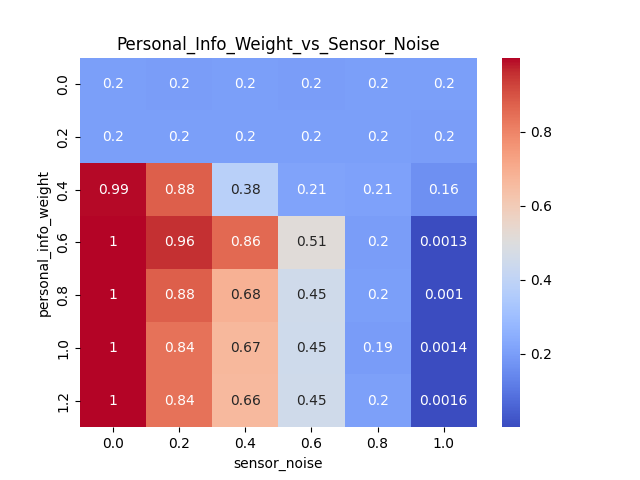 Personal_Info_Weight_vs_Sensor_Noise
personal_info_weight
0.0 0.2 0.2 0.2 0.2 0.2 0.2
0.2 0.2 0.2 0.2 0.2 0.2 0.2
0.4 0.99 0.88 0.38 0.21 0.21 0.16
0.6 1 0.96 0.86 0.51 0.2 0.0013
0.8 1 0.88 0.68 0.45 0.2 0.001
1.0 1 0.84 0.67 0.45 0.19 0.0014
1.2 1 0.84 0.66 0.45 0.2 0.0016
0.0 0.2 0.4 0.6 0.8 1.0
sensor_noise
0.8
0.6
0.4
0.2